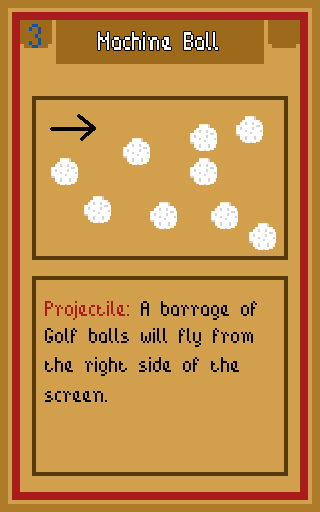 3
Machine Ball
Projectile: A barrage of
Golf balls will fly from
the right side of the
screen.